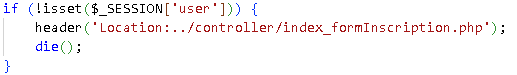 if (!isset($_SESSION['user'])) {
    header('Location:../controller/index_formInscription.php');
    die();
}